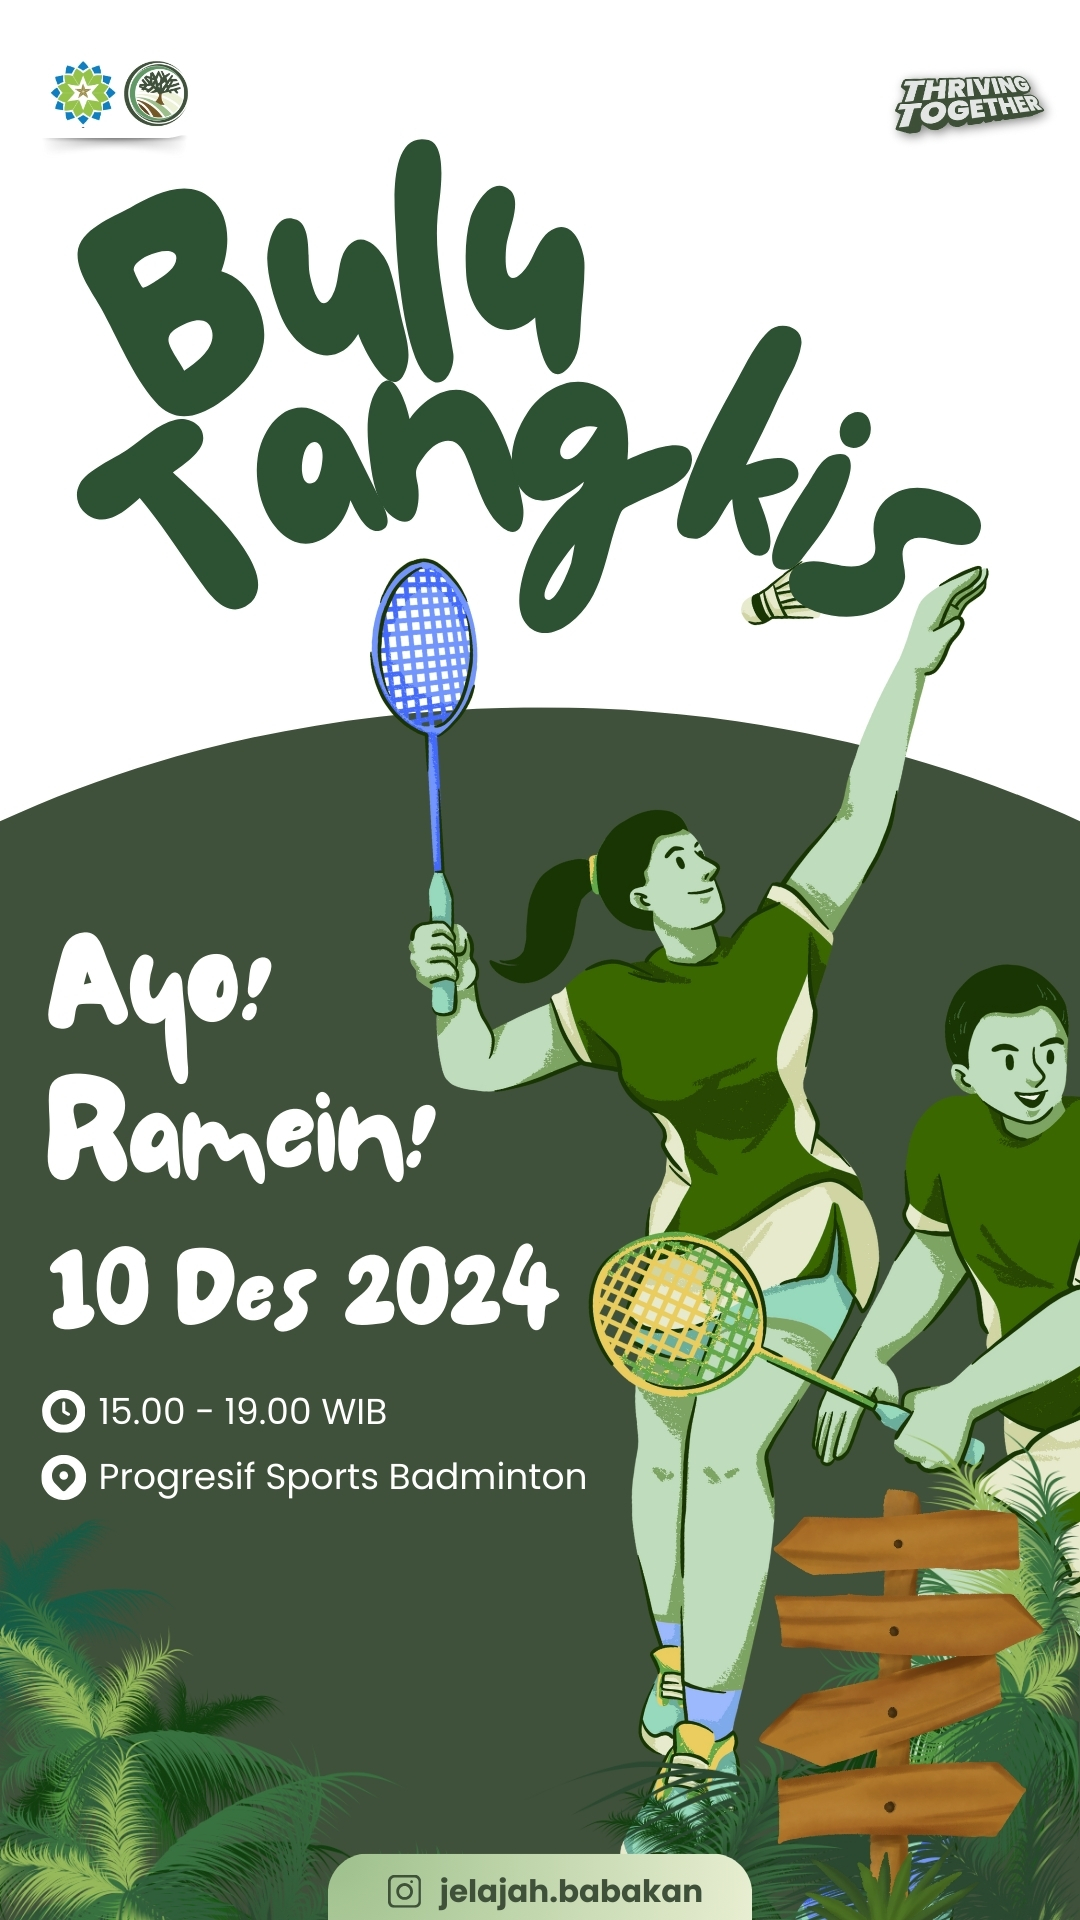 THRIVING
TOGETHER
Bulu
Tangkis
Ayo!
Ramein!
10 Des 2024
15.00 - 19.00 WIB
Progresif Sports Badminton
jelajah.babakan